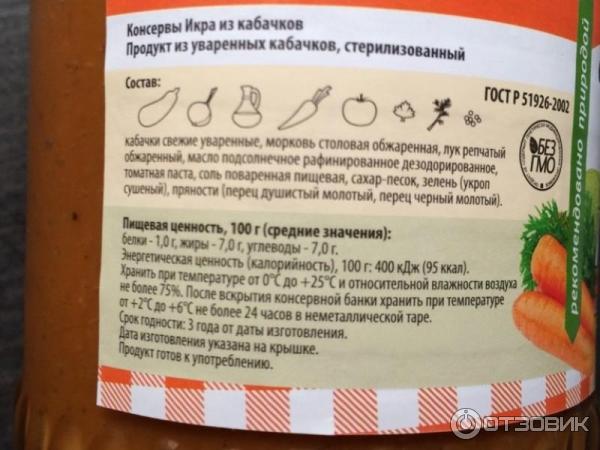 Консервы Икра из кабачков
Продукт из уваренных кабачков, стерилизованный
Состав:
ГОСТ Р 51926-2002
кабачки свежие уваренные, морковь столовая обжаренная, лук репчатый
обжаренный, масло подсолнечное рафинированное дезодорированное,
томатная паста, соль поваренная пищевая, сахар-песок, зелень (укроп
сушеный), пряности (перец душистый молотый, перец черный молотый).
БЕЗ
ГМО
рекомендовано природой
Пищевая ценность, 100 г (средние значения):
белки - 1,0 г, жиры - 7,0 г, углеводы - 7,0 г.
Энергетическая ценность (калорийность), 100 г: 400 кДж (95 ккал).
Хранить при температуре от 0°С до +25°С и относительной влажности воздуха
не более 75%. После вскрытия консервной банки хранить при температуре
от +2°С до +6°С не более 24 часов в неметаллической таре.
Срок годности: 3 года от даты изготовления.
Дата изготовления указана на крышке.
Продукт готов к употреблению.
ОТЗОВИК